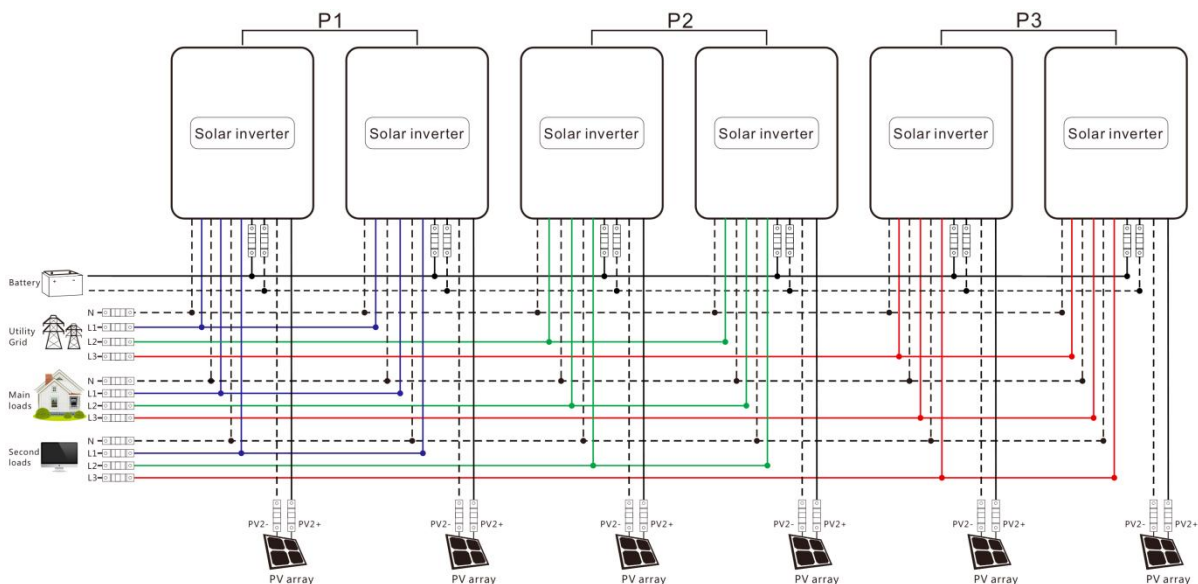 P1 P2 P3
Solar inverter Solar inverter Solar inverter Solar inverter Solar inverter Solar inverter
Battery
N
L1
Utility
Grid
L2
L3
N
Main
loads
L1
L2
L3
N
Second
loads
L1
L2
L3
PV2- PV2+ PV2- PV2+ PV2- PV2+ PV2- PV2+ PV2- PV2+ PV2- PV2+
PV array PV array PV array PV array PV array PV array